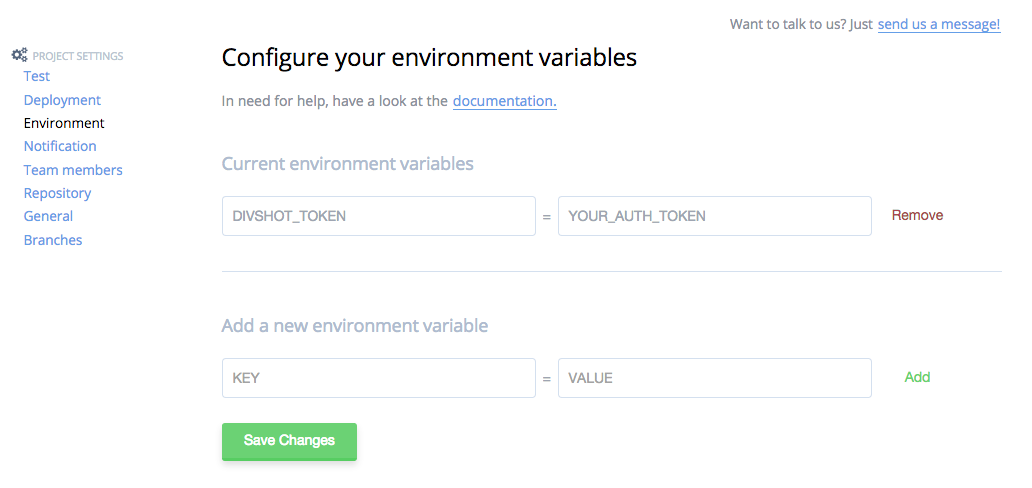 Want to talk to us? Just send us a message!
PROJECT SETTINGS
Test
Deployment
Environment
Notification
Team members
Repository
General
Branches
Configure your environment variables
In need for help, have a look at the documentation.
Current environment variables
DIVSHOT_TOKEN = YOUR_AUTH_TOKEN Remove
Add a new environment variable
KEY = VALUE Add
Save Changes